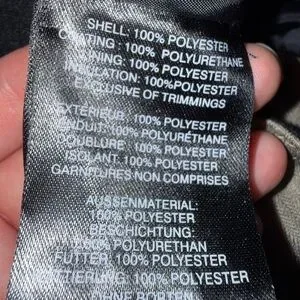 SHELL: 100% POLYESTER
COATING : 100% POLYURETHANE
LINING: 100% POLYESTER
INSULATION: 100%POLYESTER
EXCLUSIVE OF TRIMMINGS
EXTÉRIEUR: 100% POLYESTER
ENDUIT: 100% POLYURÉTHANE
DOUBLURE: 100% POLYESTER
ISOLANT: 100% POLYESTER
GARNITURES NON COMPRISES
AUSSENMATERIAL:
100% POLYESTER
BESCHICHTUNG:
100% POLYURETHAN
FUTTER: 100% POLYESTER
100% POLYESTER